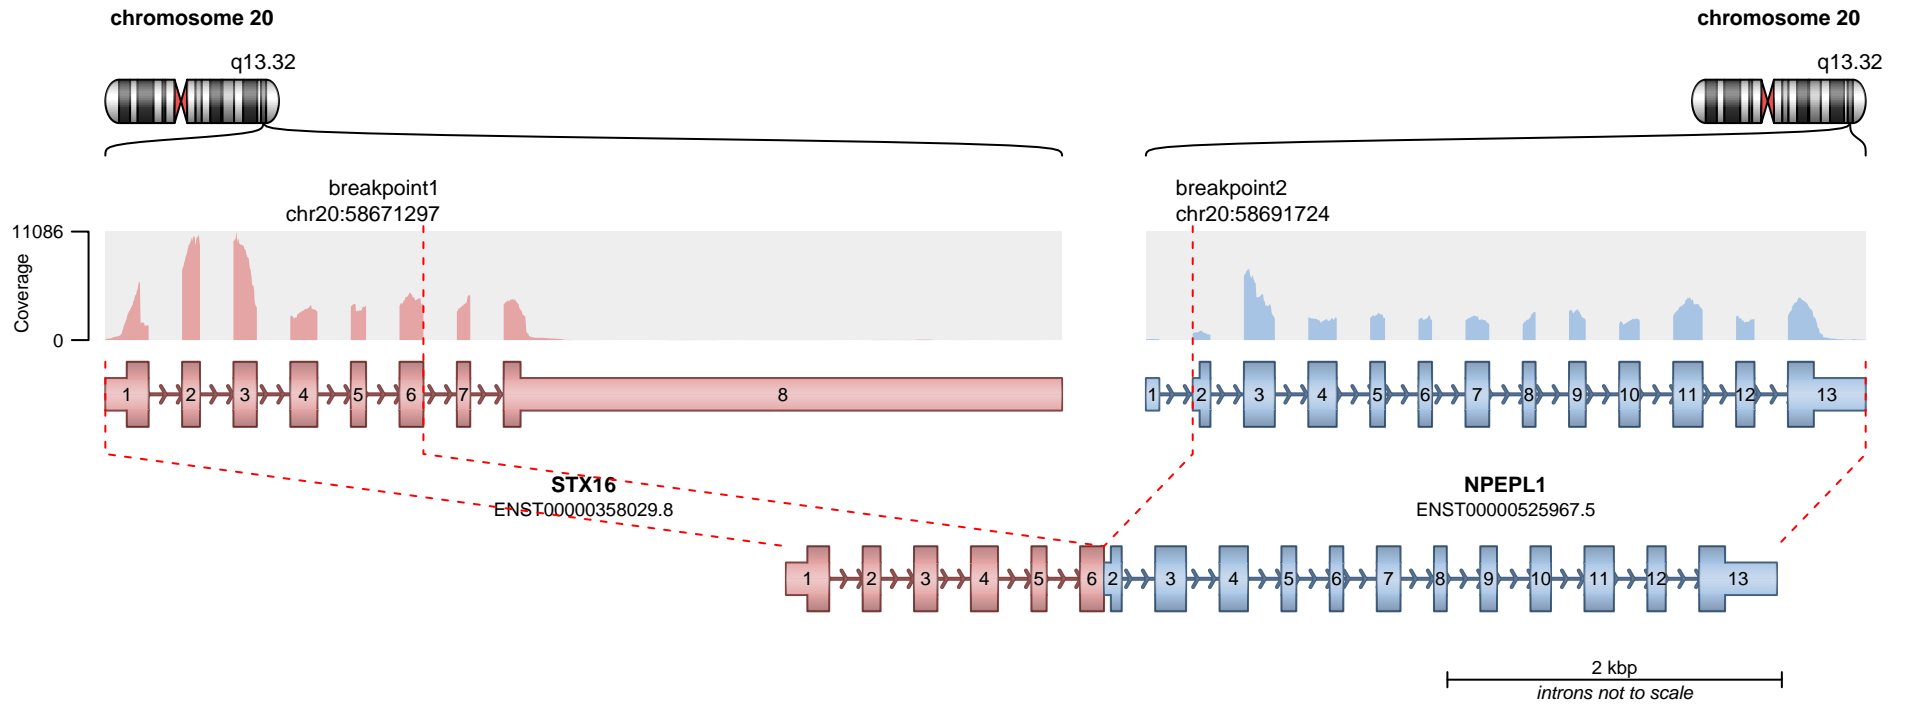 chromosome 20
chromosome 20
q13.32
q13.32
breakpoint1
chr20:58671297
breakpoint2
chr20:58691724
11086
Coverage
0
1 2 3 4 5 6 7 8
1 2 3 4 5 6 7 8 9 10 11 12 13
STX16
ENST00000358029.8
NPEPL1
ENST00000525967.5
1 2 3 4 5 6 2 3 4 5 6 7 8 9 10 11 12 13
2 kbp
introns not to scale